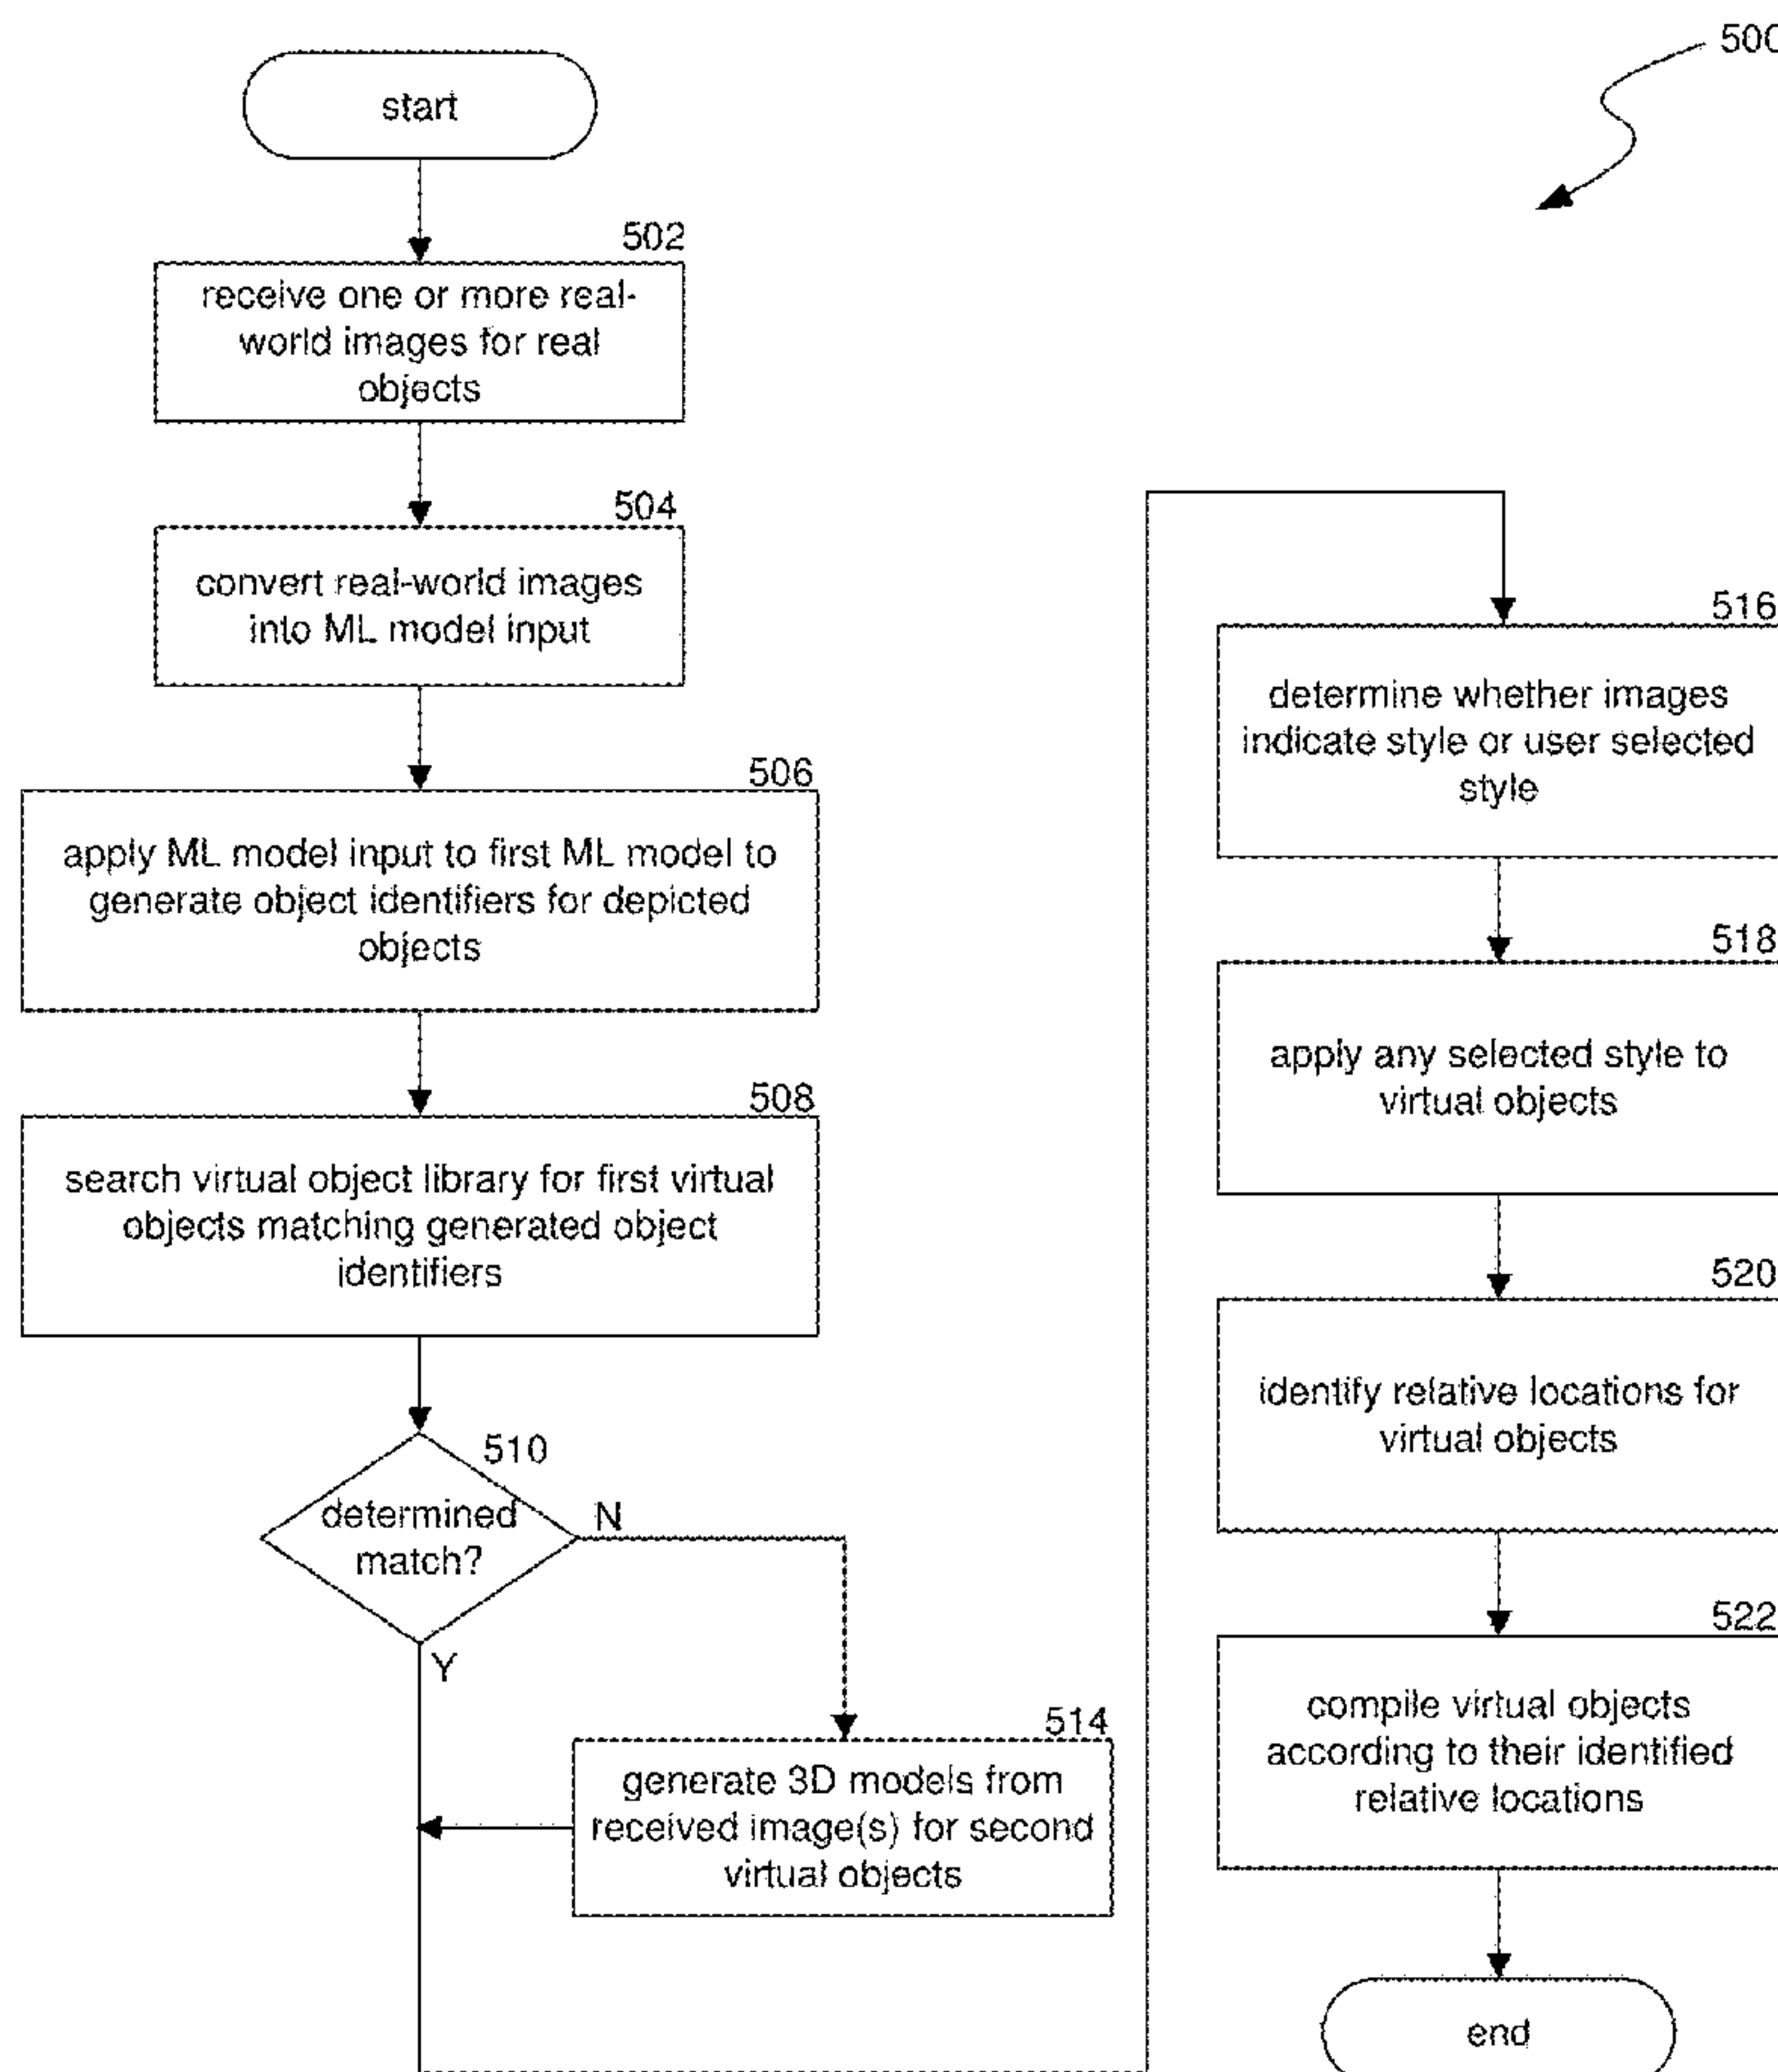 500
start
502
receive one or more real-
world images for real
objects
504
convert real-world images
into ML model input
506
apply ML model input to first ML model to
generate object identifiers for depicted
objects
508
search virtual object library for first virtual
objects matching generated object
identifiers
510
determined
match?
N
Y
514
generate 3D models from
received image(s) for second
virtual objects
516
determine whether images
indicate style or user selected
style
518
apply any selected style to
virtual objects
520
identify relative locations for
virtual objects
522
compile virtual objects
according to their identified
relative locations
end